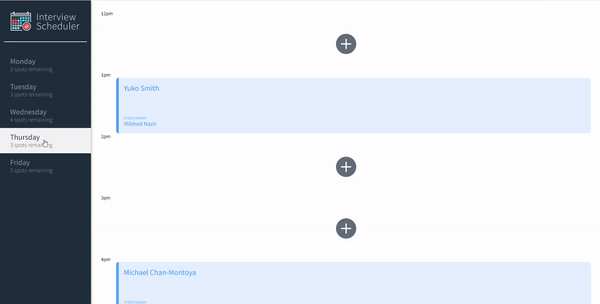 Interview
Scheduler
Monday
2 spots remaining
Tuesday
3 spots remaining
Wednesday
4 spots remaining
Thursday
3 spots remaining
Friday
3 spots remaining
12pm
1pm
Yuko Smith
Interviewer
Mildred Nazir
2pm
3pm
4pm
Michael Chan-Montoya
Interviewer